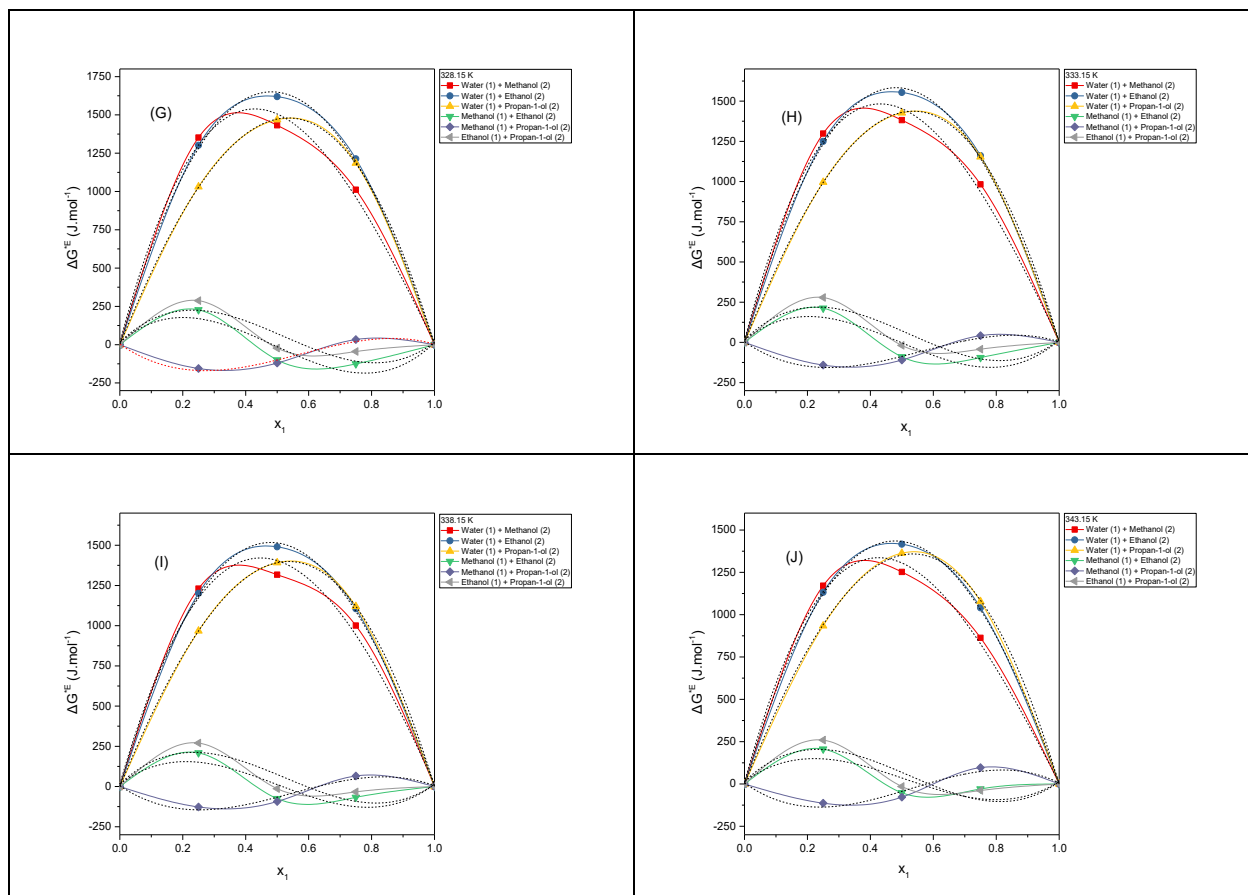 (G)
328.15 K
Water (1) + Methanol (2)
Water (1) + Ethanol (2)
Water (1) + Propan-1-ol (2)
Methanol (1) + Ethanol (2)
Methanol (1) + Propan-1-ol (2)
Ethanol (1) + Propan-1-ol (2)
ΔG*E (J.mol-1)
1750
1500
1250
1000
750
500
250
0
-250
0.0 0.2 0.4 0.6 0.8 1.0
x1
(H)
333.15 K
Water (1) + Methanol (2)
Water (1) + Ethanol (2)
Water (1) + Propan-1-ol (2)
Methanol (1) + Ethanol (2)
Methanol (1) + Propan-1-ol (2)
Ethanol (1) + Propan-1-ol (2)
ΔG*E (J.mol-1)
1500
1250
1000
750
500
250
0
-250
0.0 0.2 0.4 0.6 0.8 1.0
x1
(I)
338.15 K
Water (1) + Methanol (2)
Water (1) + Ethanol (2)
Water (1) + Propan-1-ol (2)
Methanol (1) + Ethanol (2)
Methanol (1) + Propan-1-ol (2)
Ethanol (1) + Propan-1-ol (2)
ΔG*E (J.mol-1)
1500
1250
1000
750
500
250
0
-250
0.0 0.2 0.4 0.6 0.8 1.0
x1
(J)
343.15 K
Water (1) + Methanol (2)
Water (1) + Ethanol (2)
Water (1) + Propan-1-ol (2)
Methanol (1) + Ethanol (2)
Methanol (1) + Propan-1-ol (2)
Ethanol (1) + Propan-1-ol (2)
ΔG*E (J.mol-1)
1500
1250
1000
750
500
250
0
-250
0.0 0.2 0.4 0.6 0.8 1.0
x1